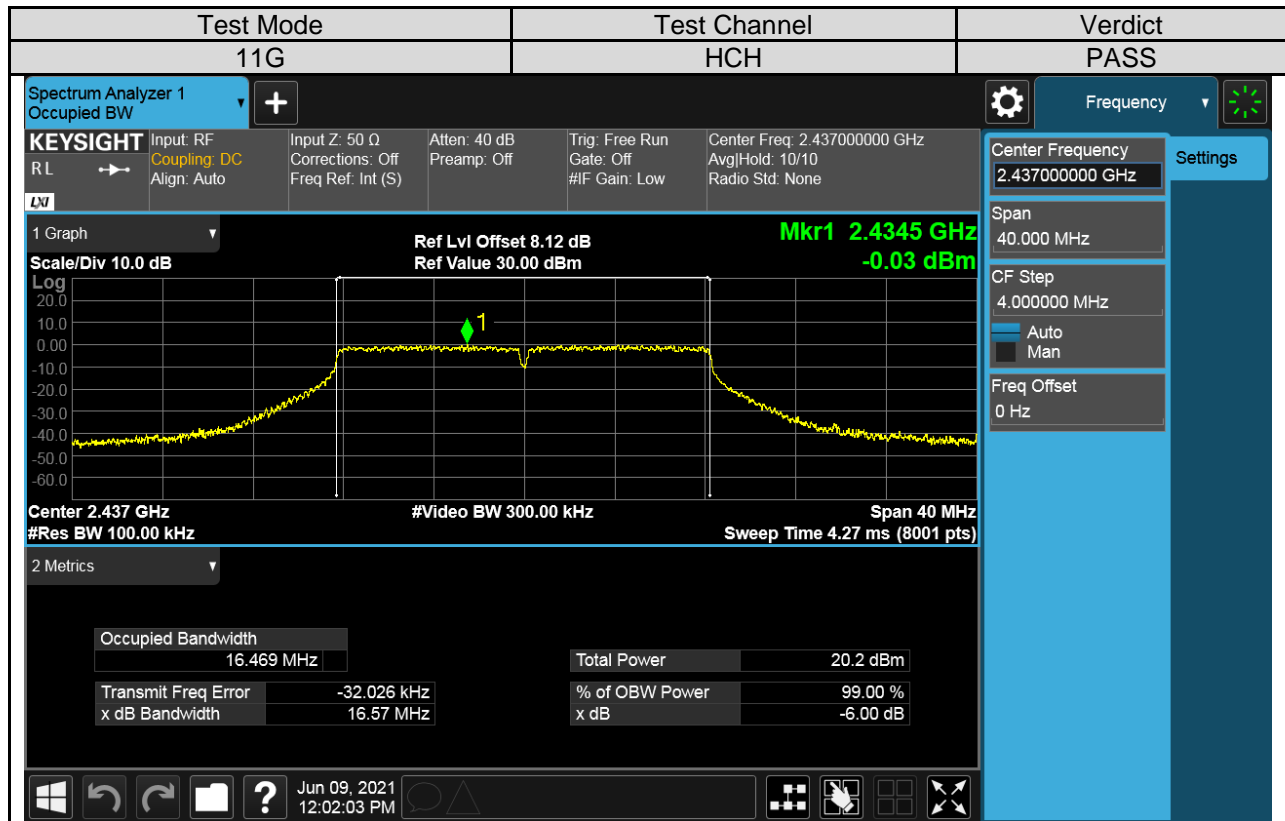 Test Mode Test Channel Verdict
11G HCH PASS
Spectrum Analyzer 1
Occupied BW
+
Frequency
KEYSIGHT
RL
LXI
Input: RF
Coupling: DC
Align: Auto
Input Z: 50 Ω
Corrections: Off
Freq Ref: Int (S)
Atten: 40 dB
Preamp: Off
Trig: Free Run
Gate: Off
#IF Gain: Low
Center Freq: 2.437000000 GHz
Avg|Hold: 10/10
Radio Std: None
Center Frequency
2.437000000 GHz
Settings
Span
40.000 MHz
CF Step
4.000000 MHz
Auto
Man
Freq Offset
0 Hz
1 Graph
Scale/Div 10.0 dB
Ref Lvl Offset 8.12 dB
Ref Value 30.00 dBm
Mkr1 2.4345 GHz
-0.03 dBm
Log
20.0
10.0
0.00
-10.0
-20.0
-30.0
-40.0
-50.0
-60.0
1
Center 2.437 GHz
#Res BW 100.00 kHz
#Video BW 300.00 kHz
Span 40 MHz
Sweep Time 4.27 ms (8001 pts)
2 Metrics
Occupied Bandwidth
16.469 MHz
Total Power 20.2 dBm
Transmit Freq Error -32.026 kHz
% of OBW Power 99.00 %
x dB Bandwidth 16.57 MHz
x dB -6.00 dB
?
Jun 09, 2021
12:02:03 PM